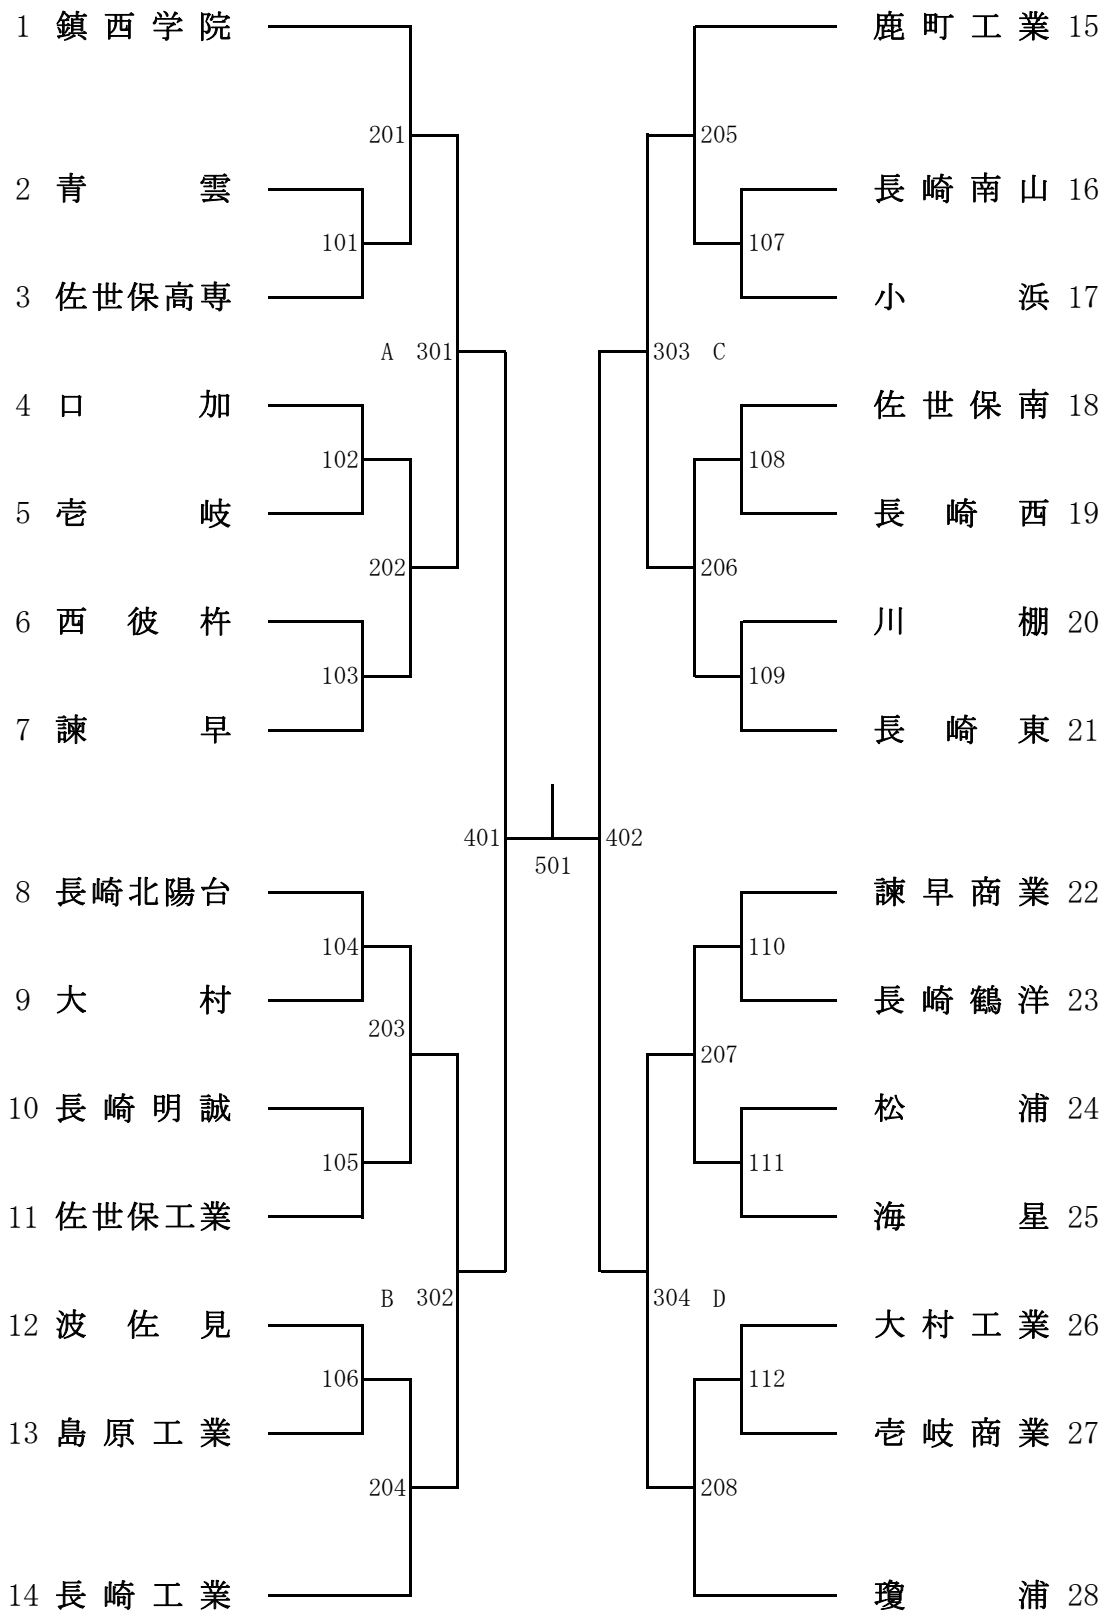 1 鎮西学院
鹿町工業 15
201
205
2 青雲
長崎南山 16
101
107
3 佐世保高専
小浜 17
A 301
303 C
4 口加
佐世保南 18
102
108
5 壱岐
長崎西 19
202
206
6 西彼杵
川棚 20
103
109
7 諫早
長崎東 21
401
402
501
8 長崎北陽台
諫早商業 22
104
110
9 大村
長崎鶴洋 23
203
207
10 長崎明誠
松浦 24
105
111
11 佐世保工業
海星 25
B 302
304 D
12 波佐見
大村工業 26
106
112
13 島原工業
壱岐商業 27
204
208
14 長崎工業
瓊浦 28